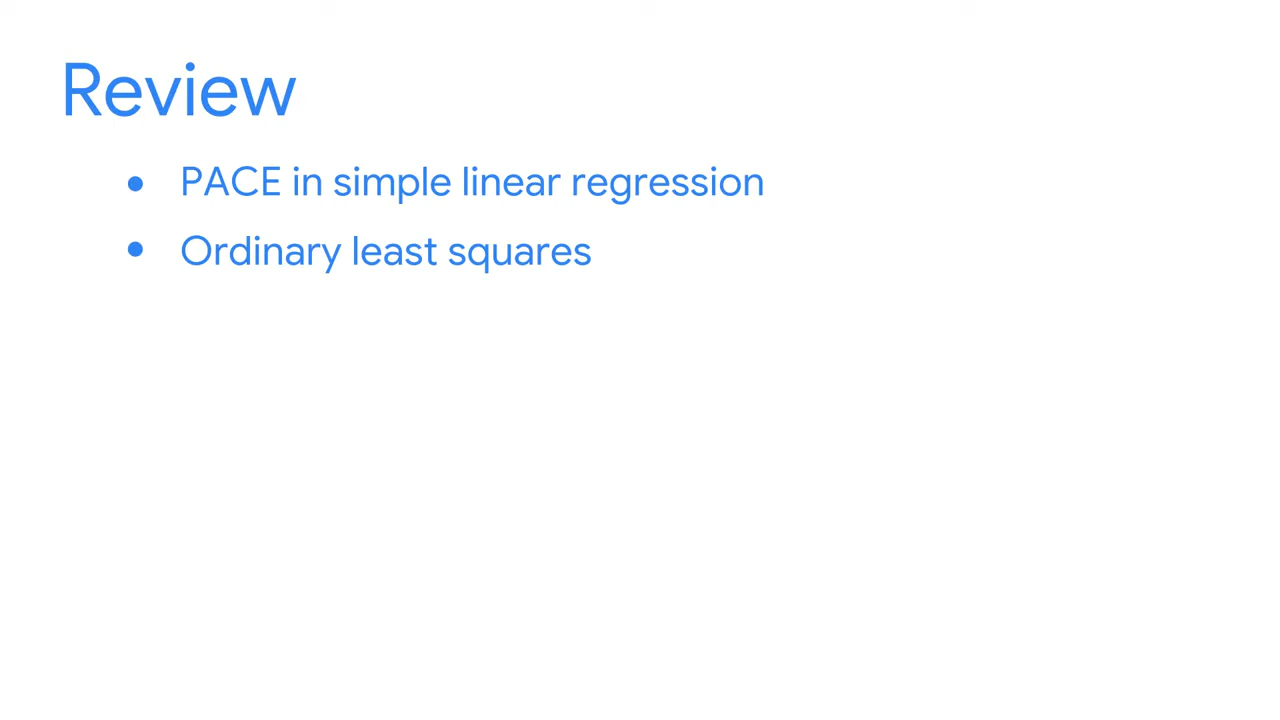 Review
● PACE in simple linear regression
● Ordinary least squares